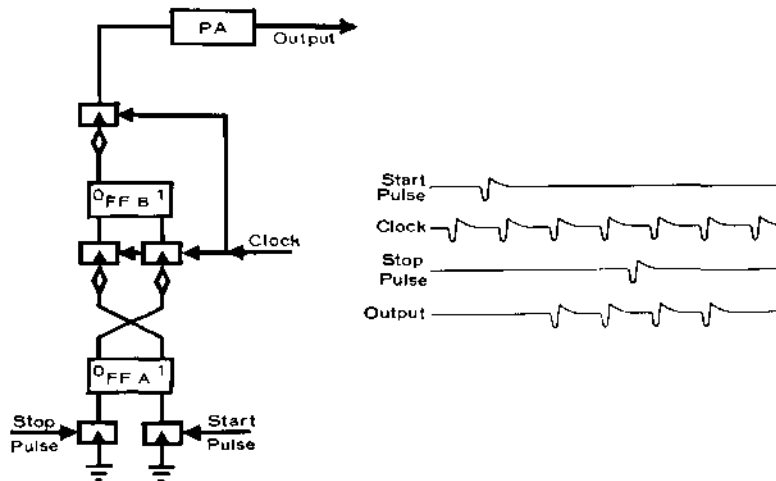 PA
Output
0 FF B 1
Clock
0 FF A 1
Stop
Pulse
Start
Pulse
Start
Pulse
Clock
Stop
Pulse
Output